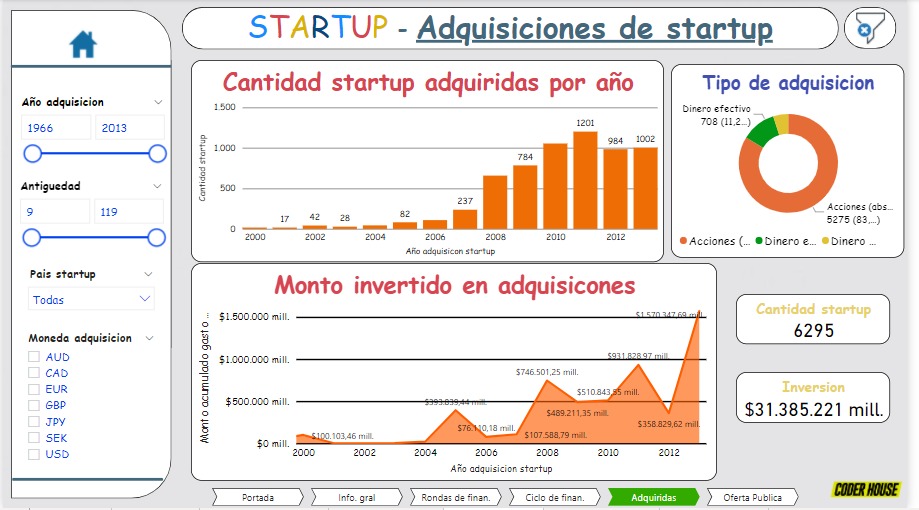 STARTUP - Adquisiciones de startup
Año adquisicion
1966
2013
Antiguedad
9
119
Pais startup
Todas
Moneda adquisicion
AUD
CAD
EUR
GBP
JPY
SEK
USD
Cantidad startup adquiridas por año
1.500
1.000
500
0
Cantidad startup
17
42
28
82
237
784
1201
984
1002
2000
2002
2004
2006
2008
2010
2012
Año adquisicon startup
Tipo de adquisicion
Dinero efectivo
708 (11,2...)
Acciones (abs...
5275 (83,...)
Acciones (...
Dinero e...
Dinero ...
Monto invertido en adquisicones
$1.500.000 mill.
$1.000.000 mill.
$500.000 mill.
$0 mill.
Monto acumulado gasto o ...
$100.103,46 mill.
$393.839,44 mill.
$76.110,18 mill.
$107.588,79 mill.
$746.501,25 mill.
$489.211,35 mill.
$510.843,55 mill.
$931.828,97 mill.
$358.829,62 mill.
$1.570.347,69 mill.
2000
2002
2004
2006
2008
2010
2012
Año adquisicion startup
Cantidad startup
6295
Inversion
$31.385.221 mill.
Portada
Info. gral
Rondas de finan.
Ciclo de finan.
Adquiridas
Oferta Publica
CODER HOUSE